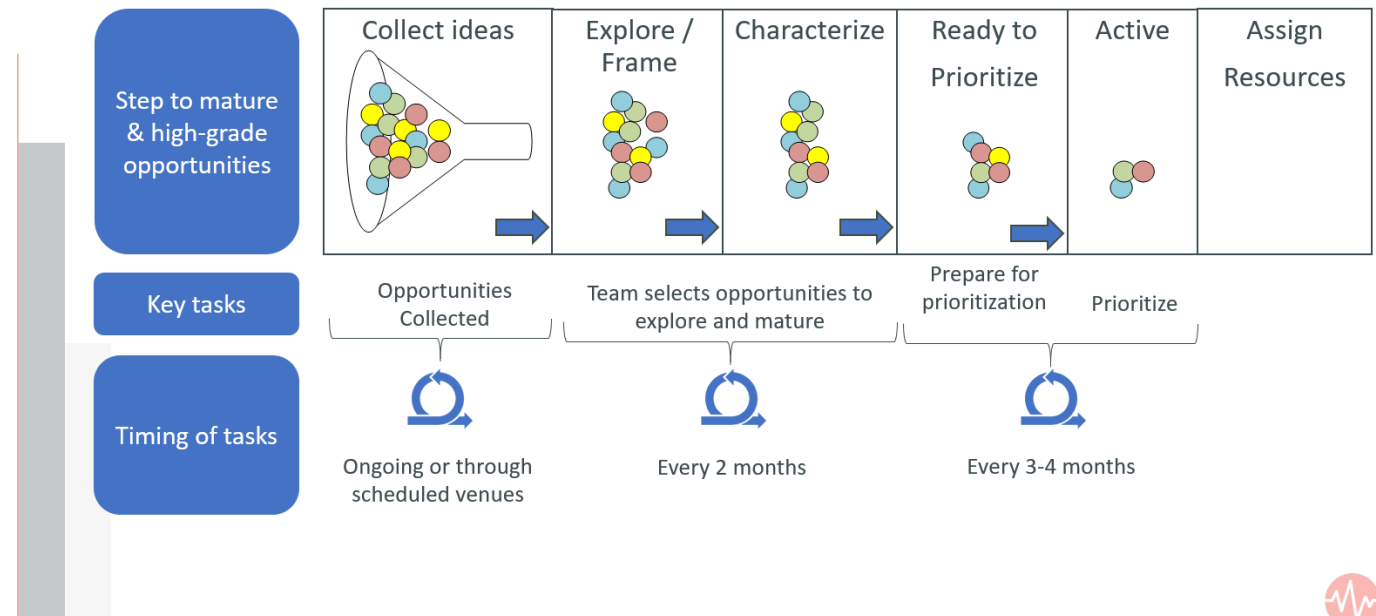 Step to mature
& high-grade
opportunities
Collect ideas
Explore /
Frame
Characterize
Ready to
Prioritize
Active
Assign
Resources
Key tasks
Opportunities
Collected
Team selects opportunities to
explore and mature
Prepare for
prioritization
Prioritize
Timing of tasks
Ongoing or through
scheduled venues
Every 2 months
Every 3-4 months